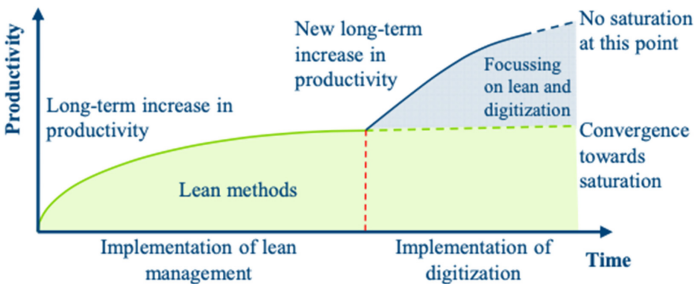 Productivity
New long-term
increase in
productivity
No saturation
at this point
Focussing
on lean and
digitization
Long-term increase in
productivity
Convergence
towards
saturation
Lean methods
Implementation of lean
management
Implementation of
digitization
Time